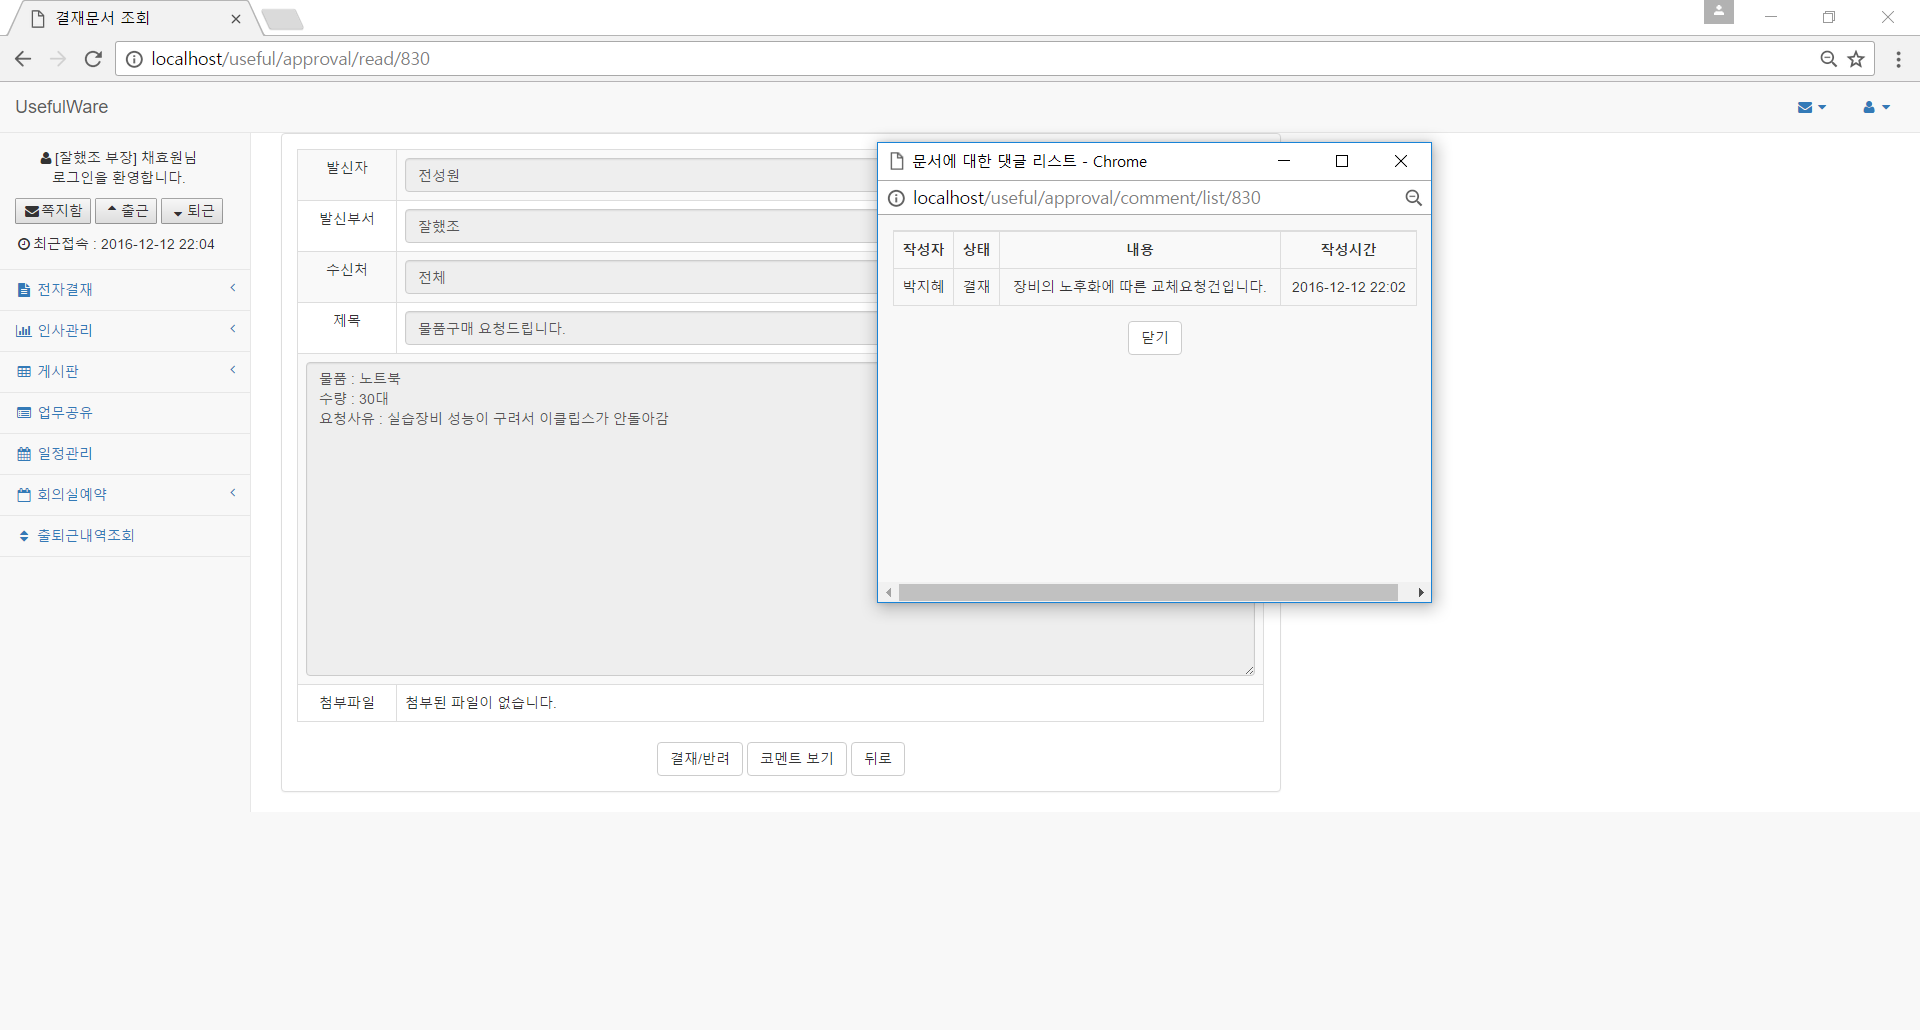 결재문서 조회
localhost/useful/approval/read/830
UsefulWare
[잘했조 부장] 채효원님
로그인을 환영합니다.
쪽지함 출근 퇴근
최근접속 : 2016-12-12 22:04
전자결재
인사관리
게시판
업무공유
일정관리
회의실예약
출퇴근내역조회
발신자 전성원
발신부서 잘했조
수신처 전체
제목 물품구매 요청드립니다.
물품 : 노트북
수량 : 30대
요청사유 : 실습장비 성능이 구려서 이클립스가 안돌아감
첨부파일 첨부된 파일이 없습니다.
결재/반려 코멘트 보기 뒤로
문서에 대한 댓글 리스트 - Chrome
localhost/useful/approval/comment/list/830
작성자 상태 내용 작성시간
박지혜 결재 장비의 노후화에 따른 교체요청건입니다. 2016-12-12 22:02
닫기